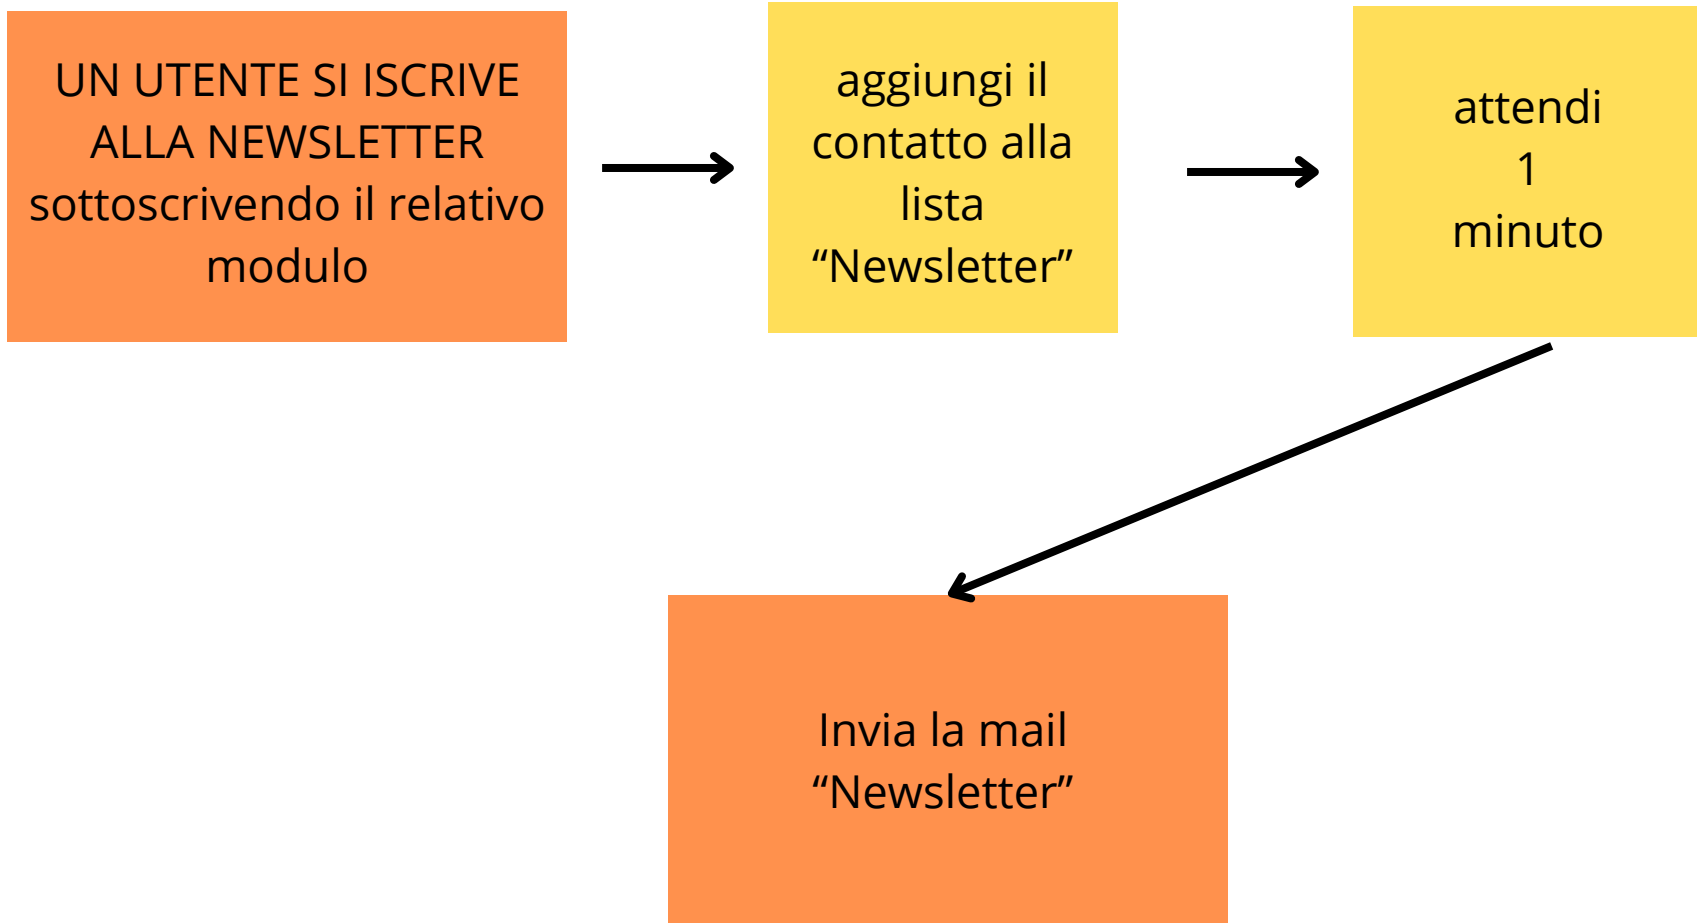 UN UTENTE SI ISCRIVE
ALLA NEWSLETTER
sottoscrivendo il relativo
modulo
aggiungi il
contatto alla
lista
“Newsletter”
attendi
1
minuto
Invia la mail
“Newsletter”